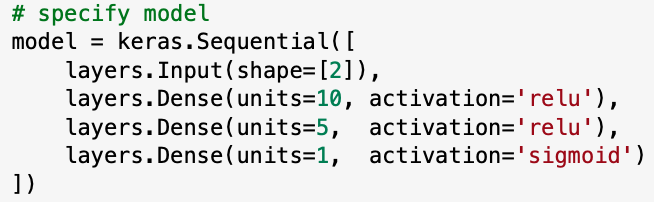 # specify model
model = keras.Sequential([
    layers.Input(shape=[2]),
    layers.Dense(units=10, activation='relu'),
    layers.Dense(units=5,  activation='relu'),
    layers.Dense(units=1,  activation='sigmoid')
])